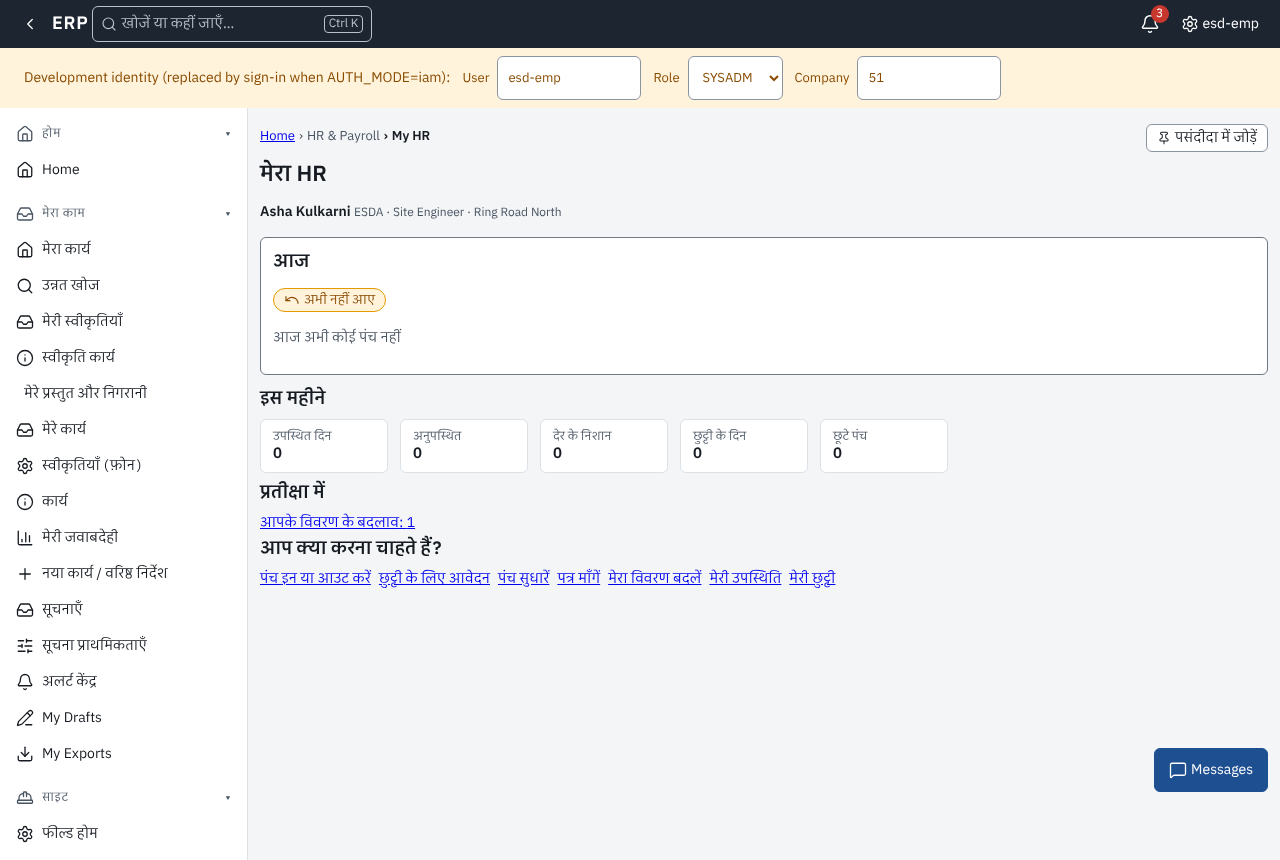 ERP
खोजें या कहीं जाएँ...
Ctrl K
3
esd-emp
Development identity (replaced by sign-in when AUTH_MODE=iam): User esd-emp Role SYSADM Company 51
होम
Home
मेरा काम
मेरा कार्य
उन्नत खोज
मेरी स्वीकृतियाँ
स्वीकृति कार्य
मेरे प्रस्तुत और निगरानी
मेरे कार्य
स्वीकृतियाँ (फ़ोन)
कार्य
मेरी जवाबदेही
नया कार्य / वरिष्ठ निर्देश
सूचनाएँ
सूचना प्राथमिकताएँ
अलर्ट केंद्र
My Drafts
My Exports
साइट
फील्ड होम
Home › HR & Payroll › My HR
पसंदीदा में जोड़ें
मेरा HR
Asha Kulkarni ESDA · Site Engineer · Ring Road North
आज
अभी नहीं आए
आज अभी कोई पंच नहीं
इस महीने
उपस्थित दिन
0
अनुपस्थित
0
देर के निशान
0
छुट्टी के दिन
0
छूटे पंच
0
प्रतीक्षा में
आपके विवरण के बदलाव: 1
आप क्या करना चाहते हैं?
पंच इन या आउट करें छुट्टी के लिए आवेदन पंच सुधारें पत्र माँगें मेरा विवरण बदलें मेरी उपस्थिति मेरी छुट्टी
Messages